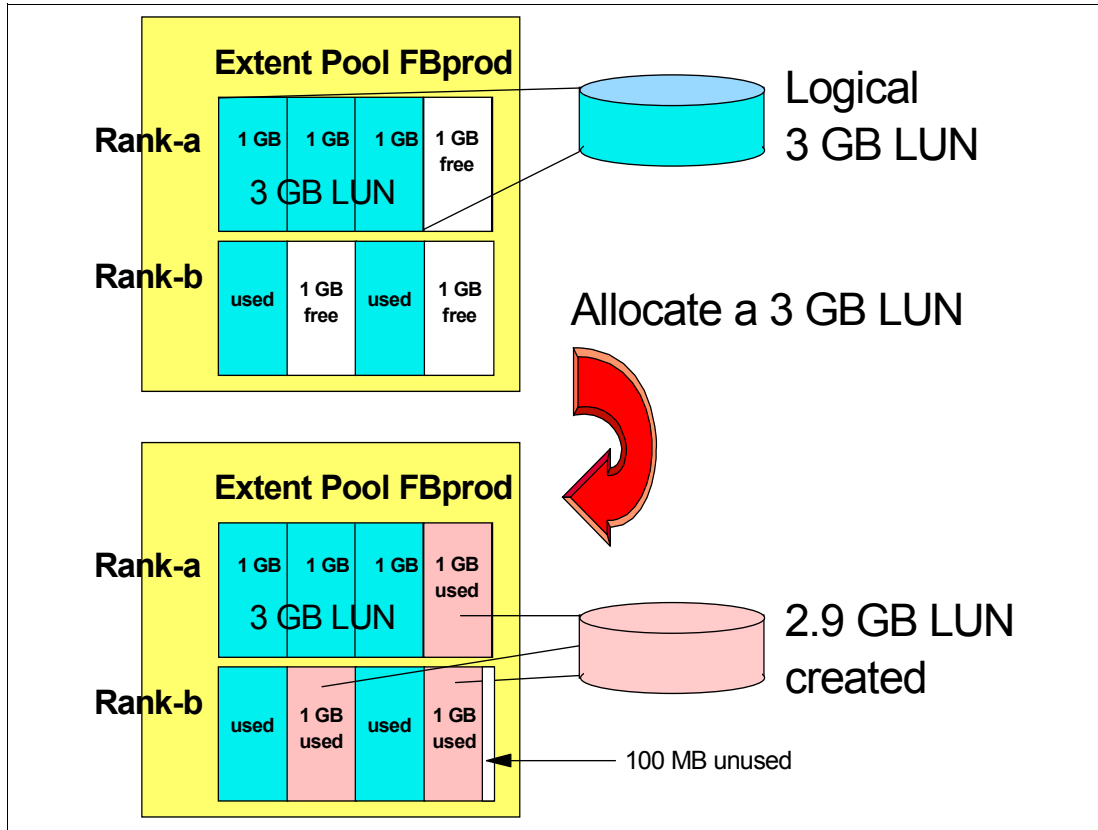 Extent Pool FBprod
Logical
3 GB LUN
Rank-a
1 GB 1 GB 1 GB 1 GB
free
3 GB LUN
Rank-b
used 1 GB
free used 1 GB
free
Allocate a 3 GB LUN
Extent Pool FBprod
Rank-a
1 GB 1 GB 1 GB 1 GB
used
3 GB LUN
2.9 GB LUN
created
Rank-b
used 1 GB
used used 1 GB
used
100 MB unused